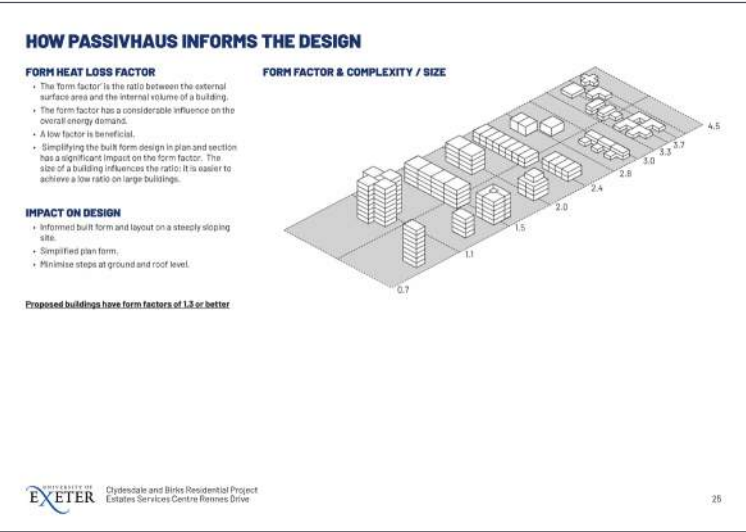 HOW PASSIVHAUS INFORMS THE DESIGN
FORM HEAT LOSS FACTOR
• The 'form factor' is the ratio between the external
surface area and the internal volume of a building.
• The form factor has a considerable influence on the
overall energy demand.
• A low factor is beneficial.
• Simplifying the built form design in plan and section
has a significant impact on the form factor. The
size of a building influences the ratio; it is easier to
achieve a low ratio on large buildings.
IMPACT ON DESIGN
• Informed built form and layout on a steeply sloping
site.
• Simplified plan form.
• Minimise steps at ground and roof level.
Proposed buildings have form factors of 1.3 or better
FORM FACTOR & COMPLEXITY / SIZE
4.5
3.7
3.3
3.0
2.8
2.4
2.0
1.5
1.1
0.7
UNIVERSITY OF
EXETER
Clydesdale and Birks Residential Project
Estates Services Centre Rennes Drive
25